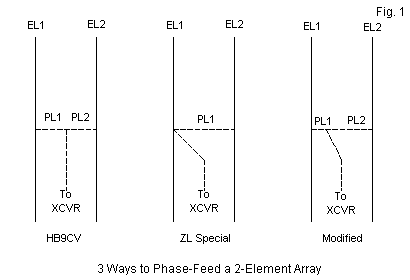 Fig. 1
EL1 EL2 EL1 EL2 EL1 EL2
PL1 PL2 PL1 PL1 PL2
To To To
XCVR XCVR XCVR
HB9CV ZL Special Modified
3 Ways to Phase-Feed a 2-Element Array